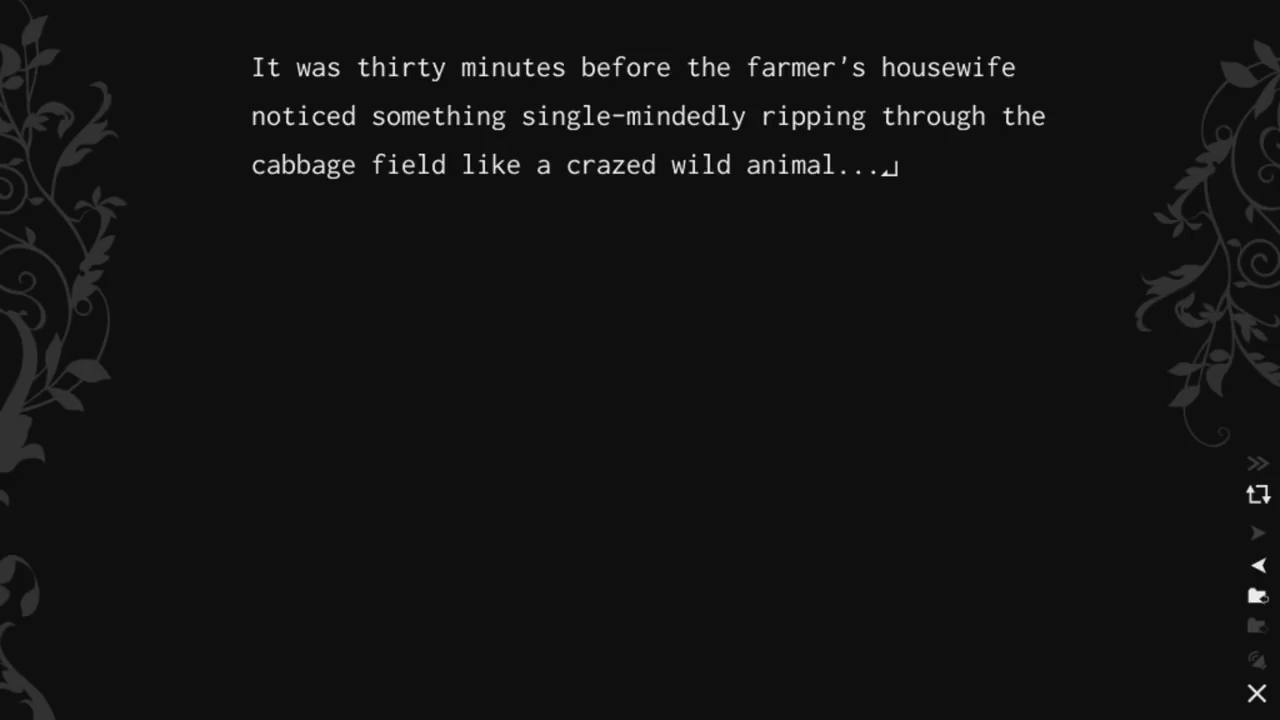 It was thirty minutes before the farmer's housewife
noticed something single-mindedly ripping through the
cabbage field like a crazed wild animal...